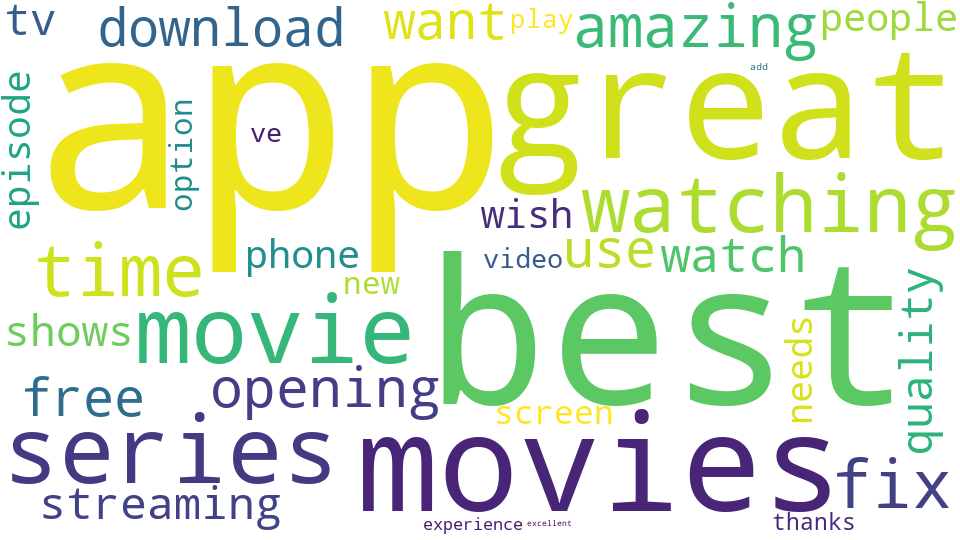 tv
download
want
play
amazing
people
app
great
add
episode
option
ve
watching
wish
time
phone
video
use
watch
new
shows
movie
best
quality
needs
free
opening
screen
series
movies
fix
streaming
experience
excellent
thanks